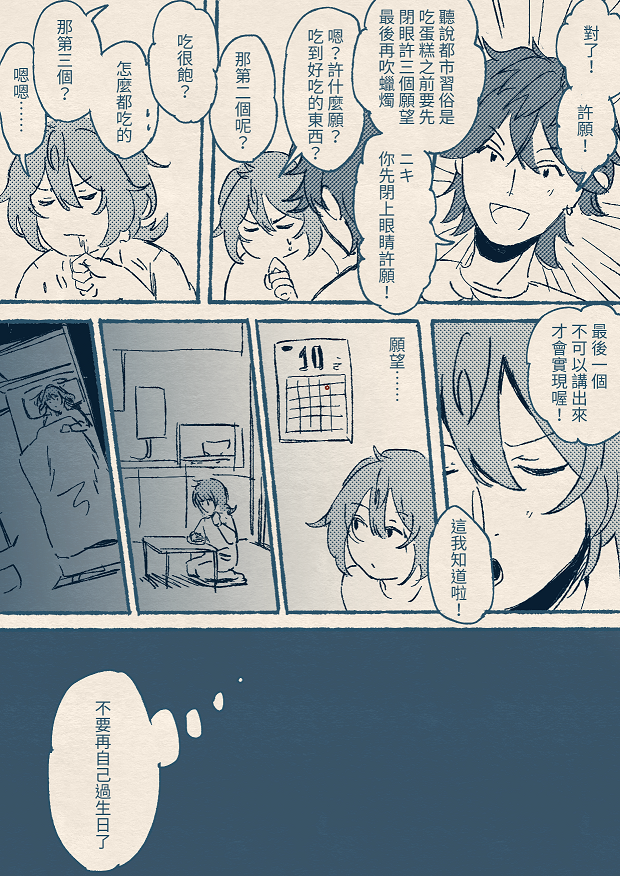 對了!
許願!
聽說都市習俗是
吃蛋糕之前要先
閉眼許三個願望
最後再吹蠟燭
ニキ
你先閉上眼睛許願!
嗯?許什麼願?
吃到好吃的東西?
那第二個呢?
吃很飽?
怎麼都吃的
那第三個?
嗯嗯……
最後一個
不可以講出來
才會實現喔!
這我知道啦!
願望……
10
不要再自己過生日了